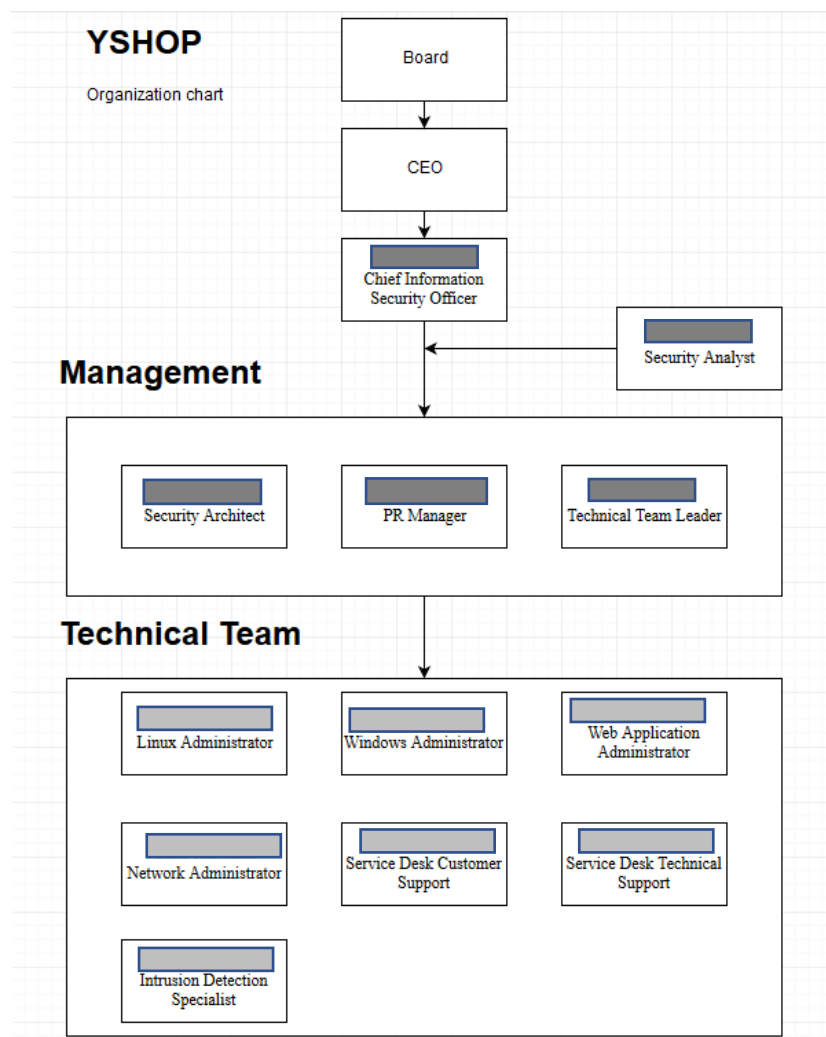 YSHOP
Organization chart
Board
CEO
Chief Information
Security Officer
Security Analyst
Management
Security Architect
PR Manager
Technical Team Leader
Technical Team
Linux Administrator
Windows Administrator
Web Application
Administrator
Network Administrator
Service Desk Customer
Support
Service Desk Technical
Support
Intrusion Detection
Specialist